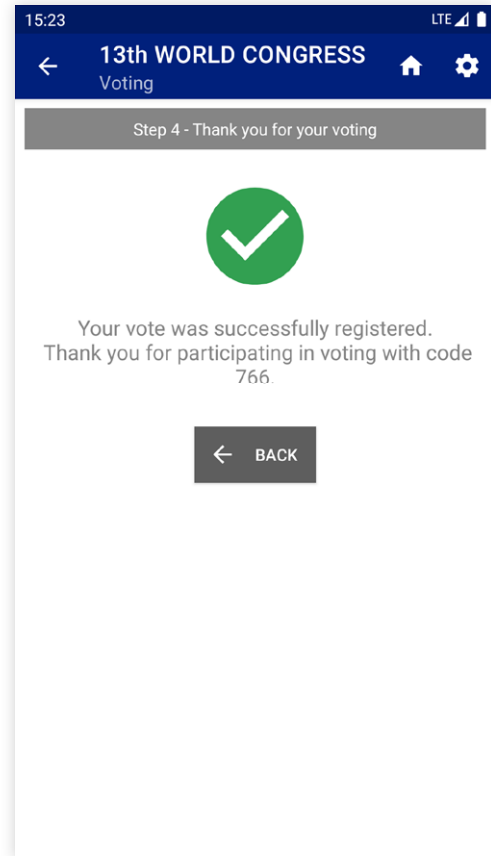 15:23 LTE
13th WORLD CONGRESS
Voting
Step 4 - Thank you for your voting
Your vote was successfully registered.
Thank you for participating in voting with code
766.
BACK